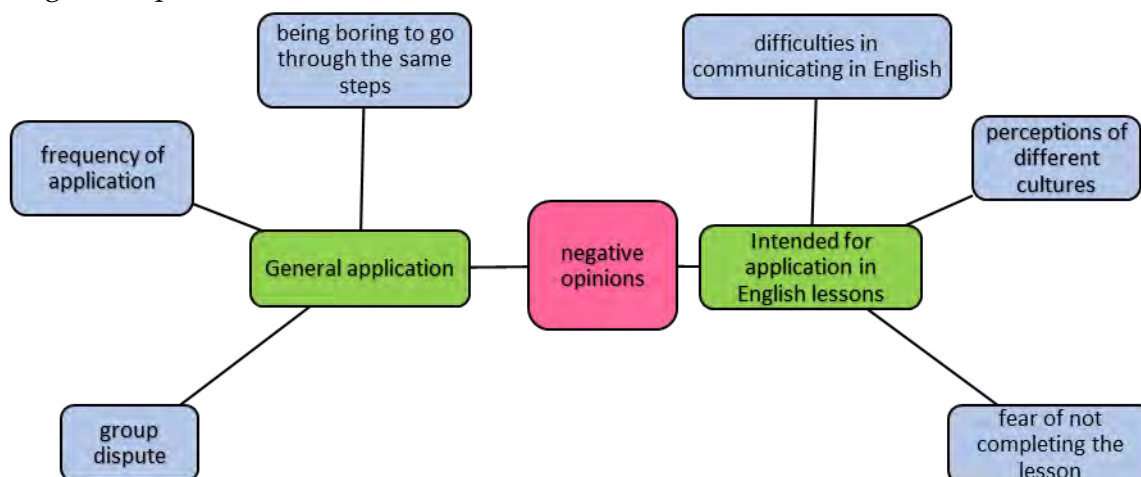 being boring to go
through the same
steps
difficulties in
communicating in English
frequency of
application
perceptions of
different
cultures
General application
negative
opinions
Intended for
application in
English lessons
group
dispute
fear of not
completing the
lesson